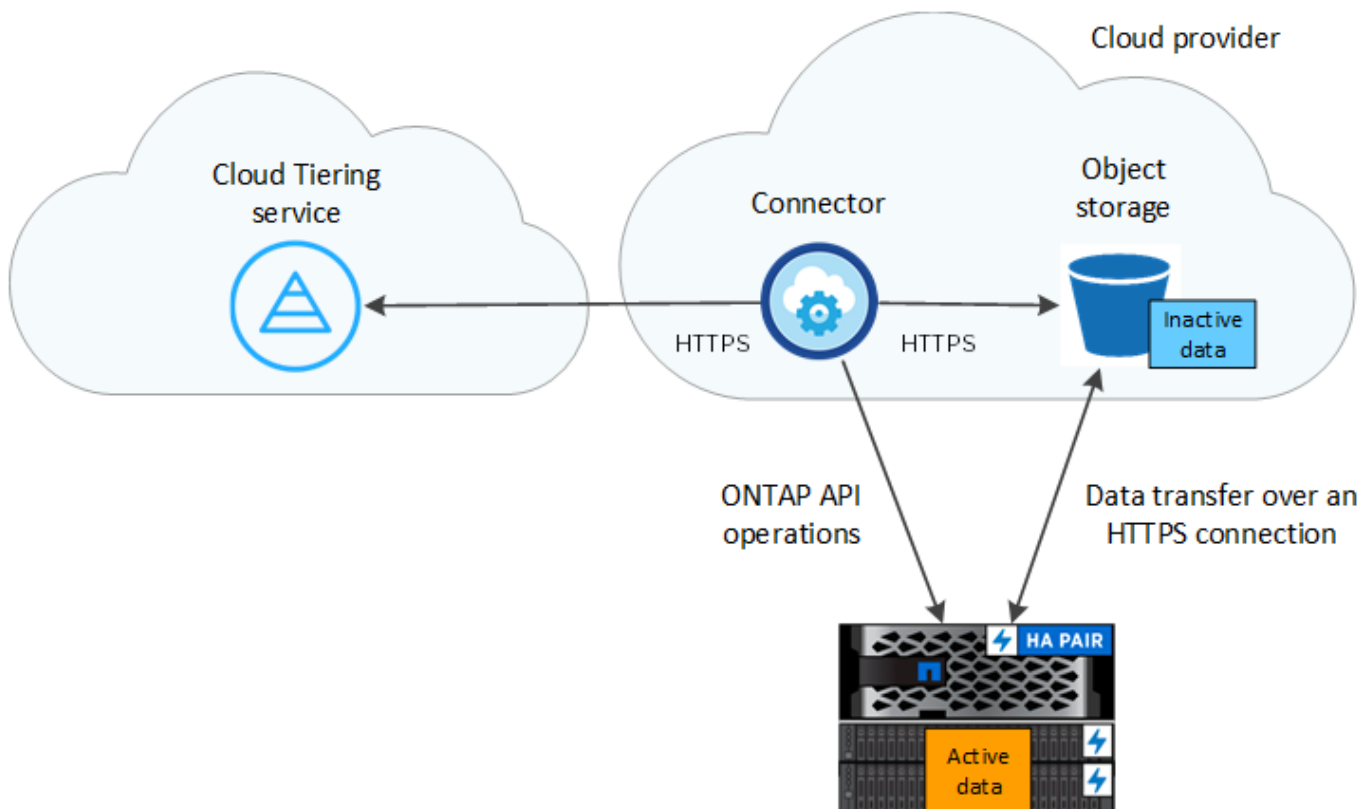 Cloud provider
Cloud Tiering
service
Connector
Object
storage
Inactive
data
HTTPS
HTTPS
ONTAP API
operations
Data transfer over an
HTTPS connection
HA PAIR
Active
data